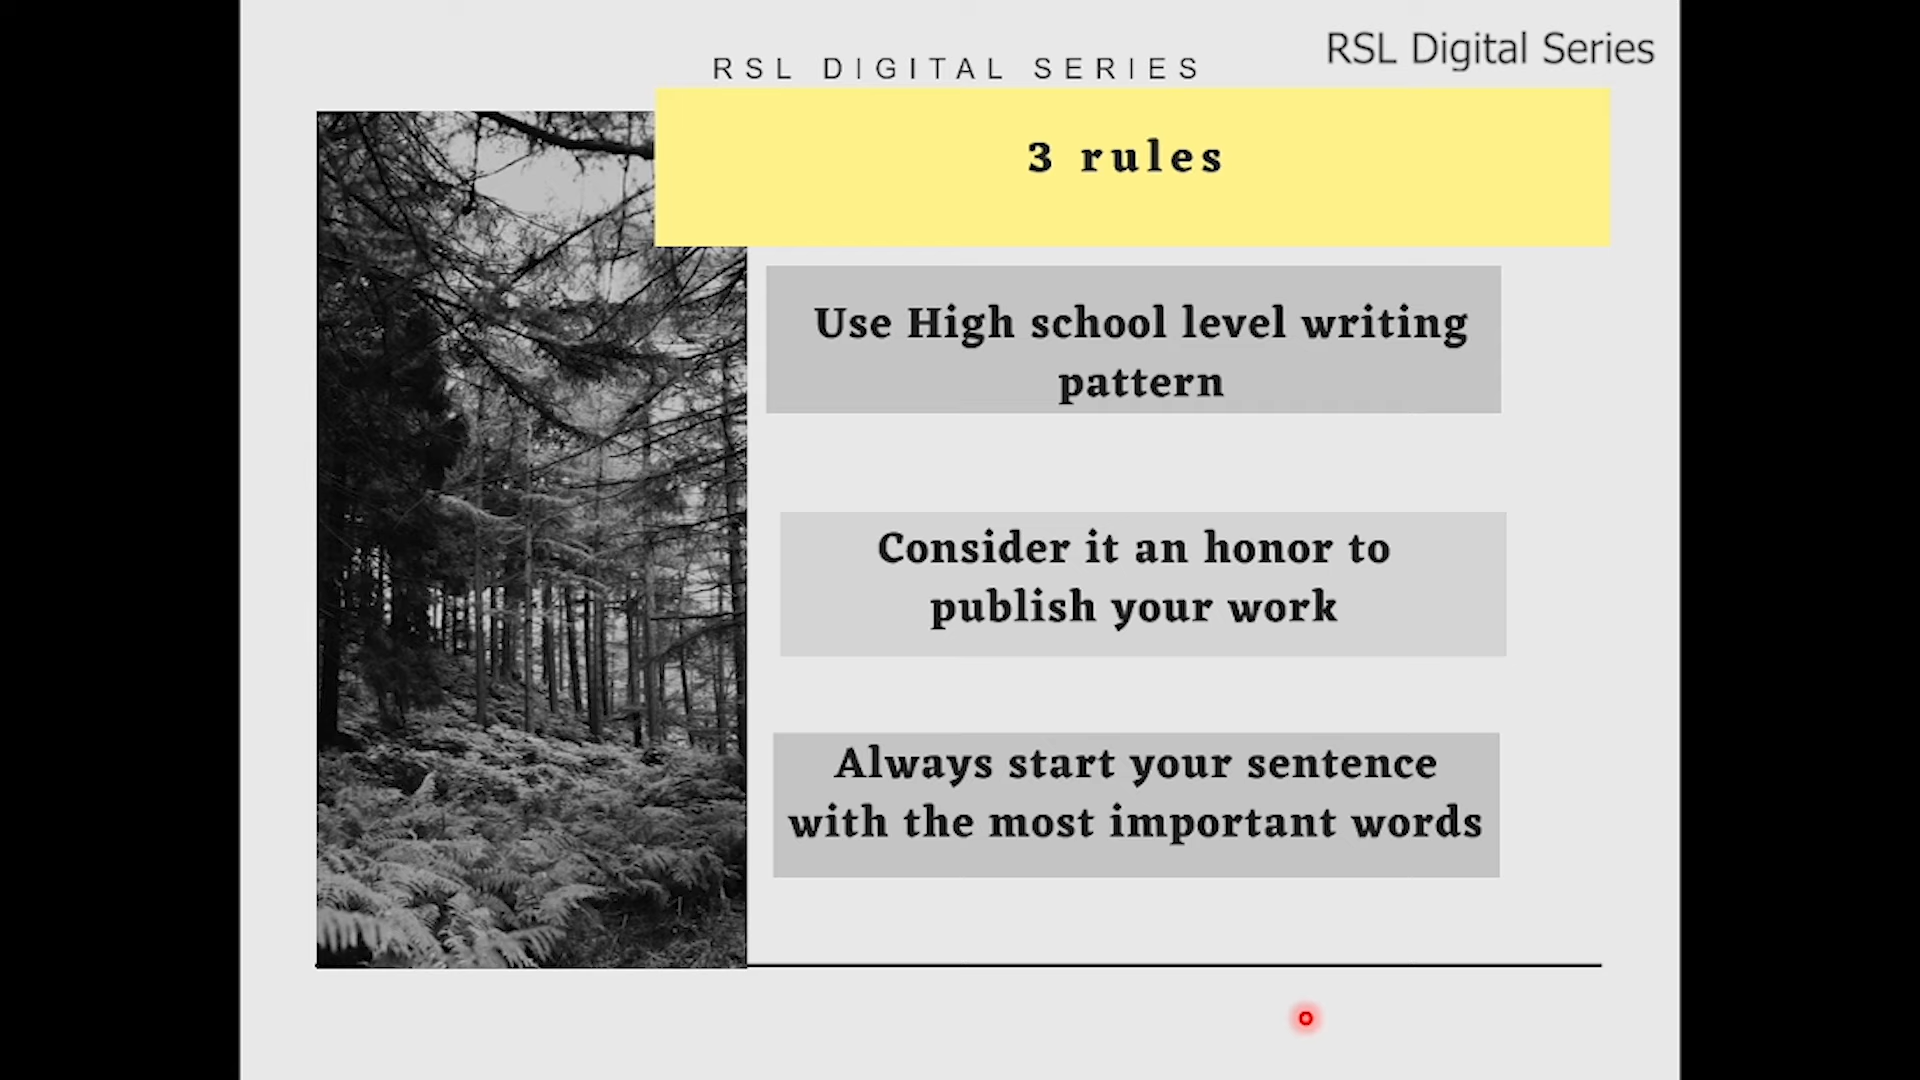 RSL Digital Series
RSL DIGITAL SERIES
3 rules
Use High school level writing
pattern
Consider it an honor to
publish your work
Always start your sentence
with the most important words